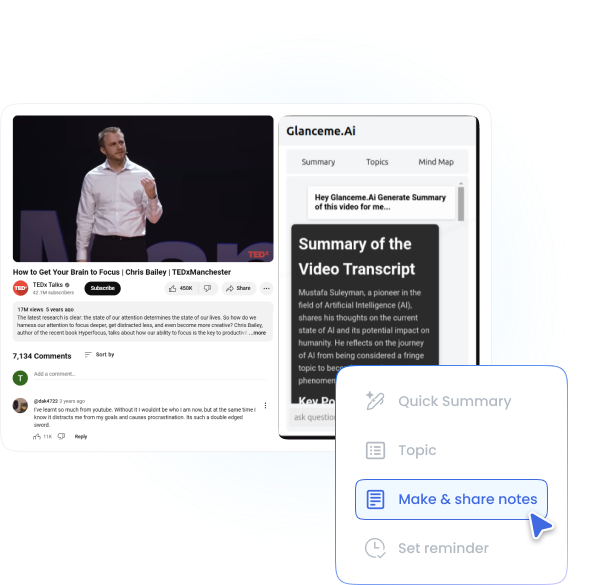 TEDx
How to Get Your Brain to Focus | Chris Bailey | TEDxManchester
TED
TEDx Talks
42.1M subscribers
Subscribe
450K
Share
17M views 5 years ago
The latest research is clear: the state of our attention determines the state of our lives. So how do we
harness our attention to focus deeper, get distracted less, and even become more creative? Chris Bailey,
author of the recent book Hyperfocus, talks about how our ability to focus is the key to productiv ...more
7,134 Comments
Sort by
T
Add a comment..
@dak4722 3 years ago
I've learnt so much from youtube. Without it I wouldnt be who I am now, but at the same time I
know it distracts me from my goals and causes procrastination. Its such a double edged
sword.
11K
Reply
Glanceme.Ai
Summary
Topics
Mind Map
Hey Glanceme.Ai Generate Summary
of this video for me...
Summary of the
Video Transcript
Mustafa Suleyman, a pioneer in the
field of Artificial Intelligence (AI),
shares his thoughts on the current
state of AI and its potential impact on
humanity. He reflects on the journey
of AI from being considered a fringe
topic to bec
phenomen
Key Po
ask question
Quick Summary
Topic
Make & share notes
Set reminder